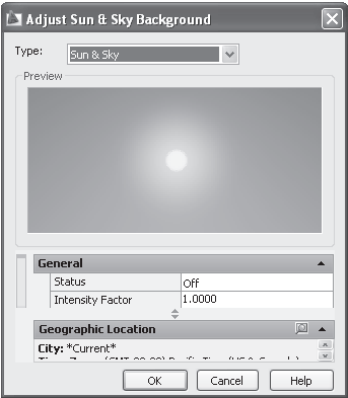 Adjust Sun & Sky Background
Type: Sun & Sky
Preview
General
Status Off
Intensity Factor 1.0000
Geographic Location
City: *Current*
OK Cancel Help